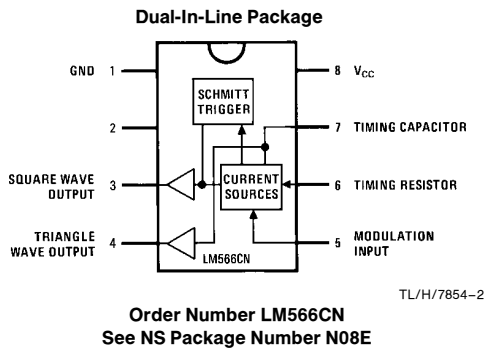 Dual-In-Line Package
GND 1
8 VCC
SCHMITT
TRIGGER
2
7 TIMING CAPACITOR
SQUARE WAVE
OUTPUT
3
CURRENT
SOURCES
6 TIMING RESISTOR
TRIANGLE
WAVE OUTPUT
4
LM566CN
5 MODULATION
INPUT
TL/H/7854–2
Order Number LM566CN
See NS Package Number N08E